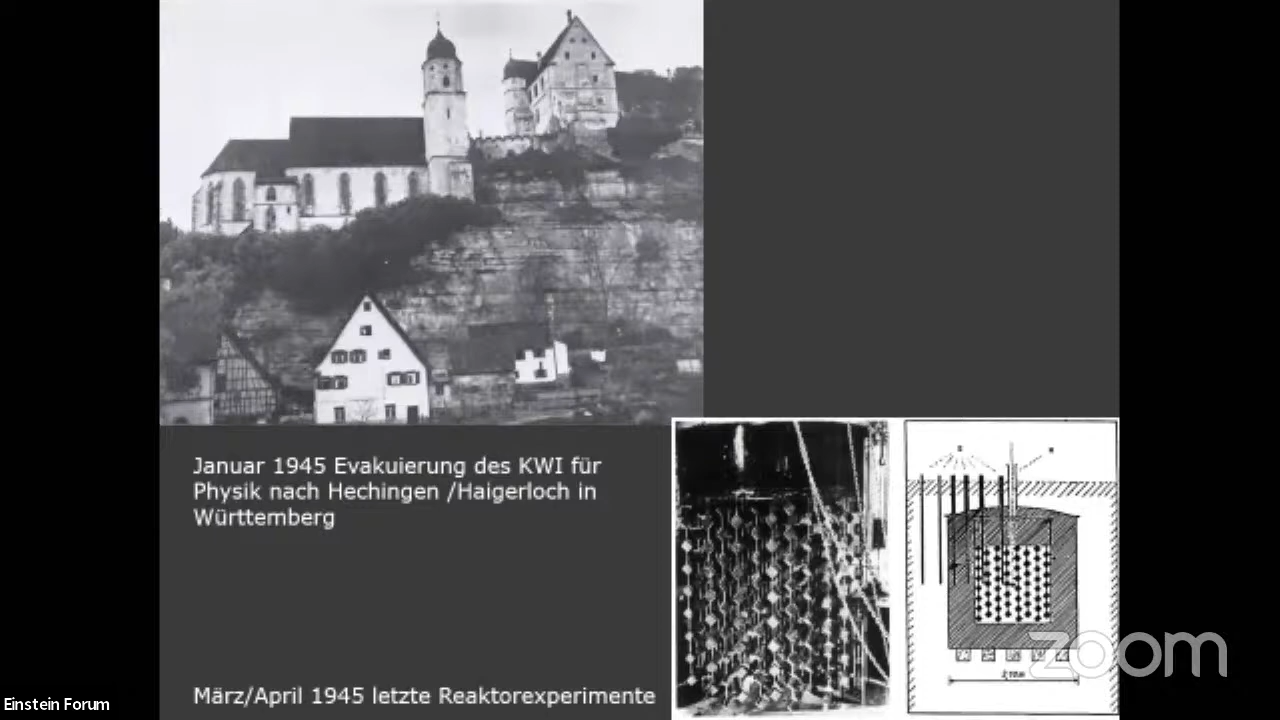 Januar 1945 Evakuierung des KWI für
Physik nach Hechingen /Haigerloch in
Württemberg
März/April 1945 letzte Reaktorexperimente
zoom
Einstein Forum